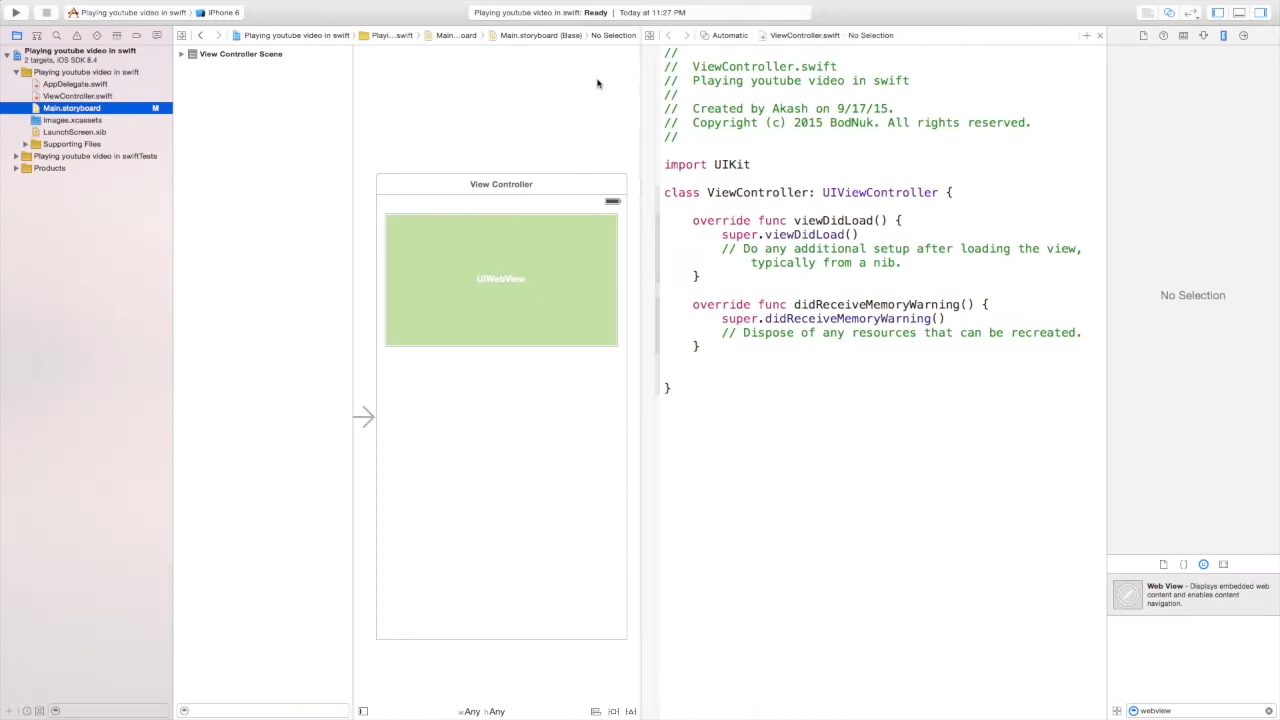 Playing youtube video in swift
iPhone 6
Playing youtube video in swift: Ready | Today at 11:27 PM
Playing youtube video in swift
Playi...swift
Main....oard
Main.storyboard (Base)
No Selection
Automatic
ViewController.swift
No Selection
Playing youtube video in swift
2 targets, iOS SDK 8.4
Playing youtube video in swift
AppDelegate.swift
ViewController.swift
Main.storyboard
M
Images.xcassets
LaunchScreen.xib
Supporting Files
Playing youtube video in swiftTests
Products
View Controller Scene
View Controller
UIWebView
wAny hAny
//
//  ViewController.swift
//  Playing youtube video in swift
//
//  Created by Akash on 9/17/15.
//  Copyright (c) 2015 BodNuk. All rights reserved.
//
import UIKit
class ViewController: UIViewController {
override func viewDidLoad() {
super.viewDidLoad()
// Do any additional setup after loading the view,
typically from a nib.
}
override func didReceiveMemoryWarning() {
super.didReceiveMemoryWarning()
// Dispose of any resources that can be recreated.
}
}
No Selection
{ }
Web View - Displays embedded web
content and enables content
navigation.
webview